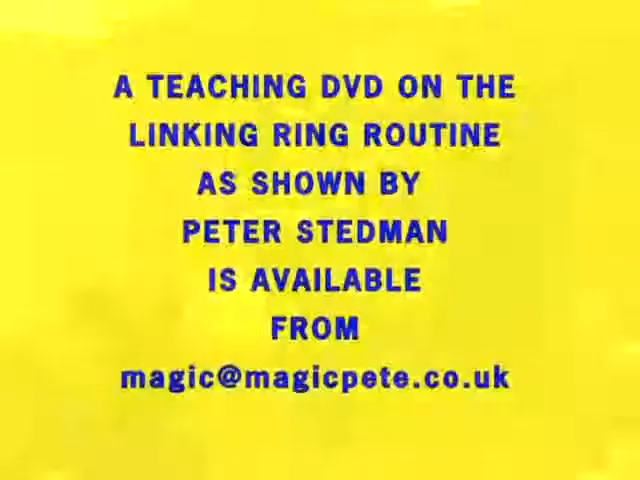 A TEACHING DVD ON THE
LINKING RING ROUTINE
AS SHOWN BY
PETER STEDMAN
IS AVAILABLE
FROM
magic@magicpete.co.uk